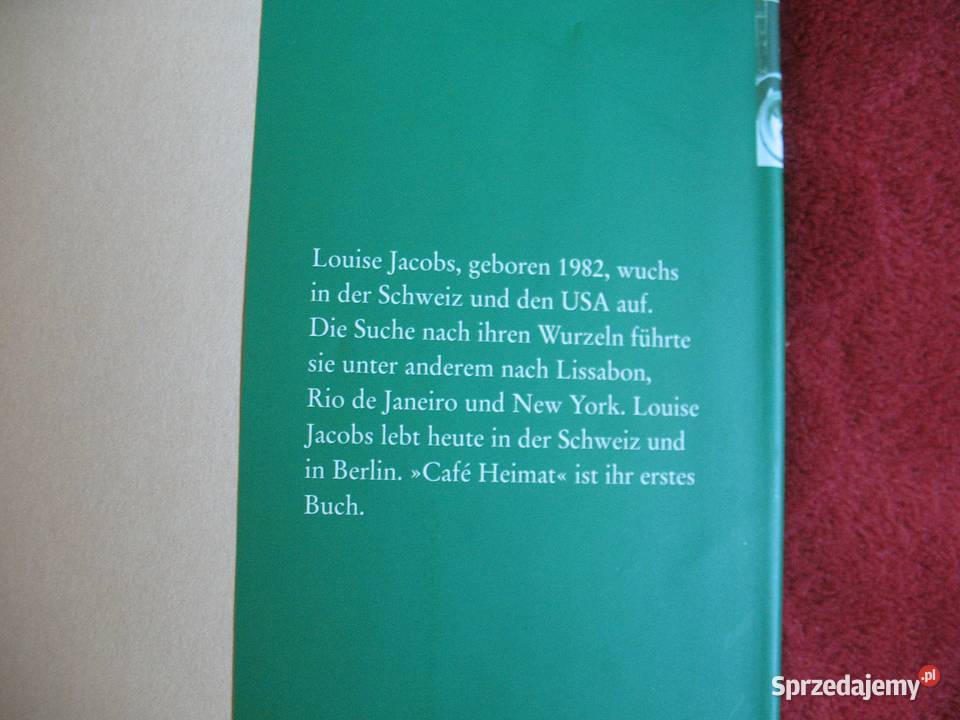 Louise Jacobs, geboren 1982, wuchs
in der Schweiz und den USA auf.
Die Suche nach ihren Wurzeln führte
sie unter anderem nach Lissabon,
Rio de Janeiro und New York. Louise
Jacobs lebt heute in der Schweiz und
in Berlin. »Café Heimat« ist ihr erstes
Buch.
Sprzedajemy.pl